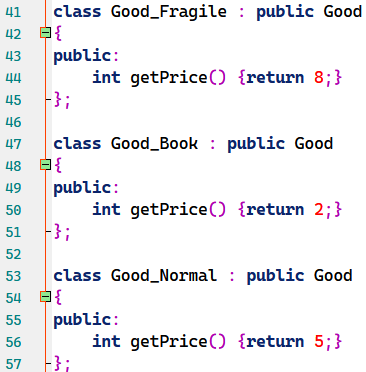 41 class Good_Fragile : public Good
42 {
43 public:
44     int getPrice() {return 8;}
45 };
46
47 class Good_Book : public Good
48 {
49 public:
50     int getPrice() {return 2;}
51 };
52
53 class Good_Normal : public Good
54 {
55 public:
56     int getPrice() {return 5;}
57 };